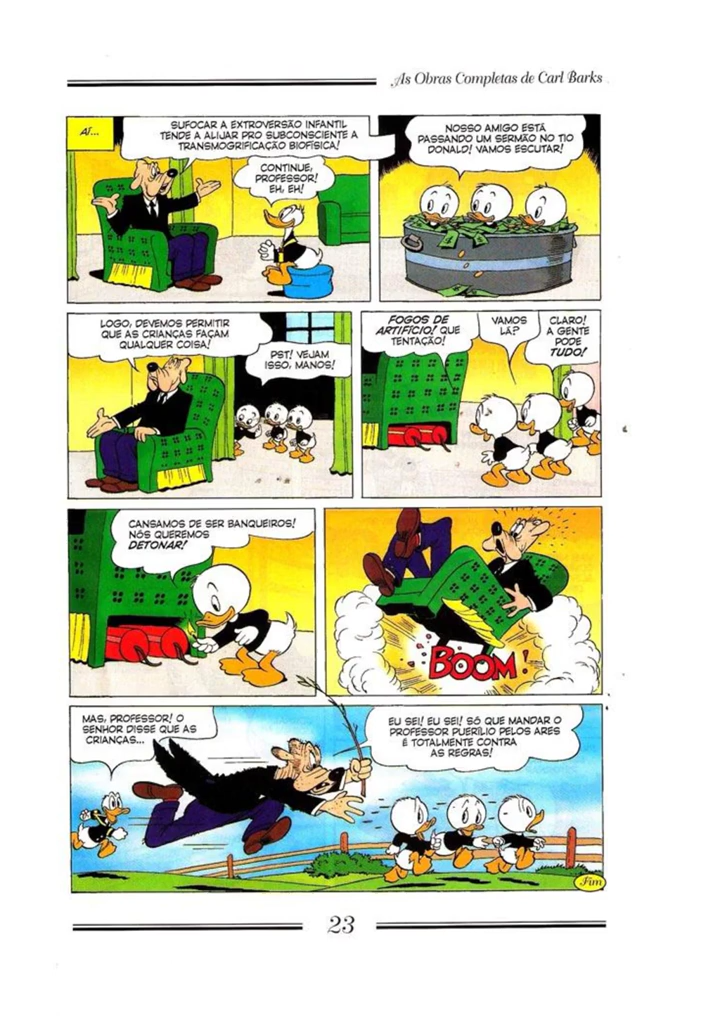 As Obras Completas de Carl Barks
AÍ...
SUFOCAR A EXTROVERSÃO INFANTIL
TENDE A ALIJAR PRO SUBCONSCIENTE A
TRANSMOGRIFICAÇÃO BIOFÍSICA!
CONTINUE,
PROFESSOR!
EH, EH!
NOSSO AMIGO ESTÁ
PASSANDO UM SERMÃO NO TIO
DONALD! VAMOS ESCUTAR!
LOGO, DEVEMOS PERMITIR
QUE AS CRIANÇAS FAÇAM
QUALQUER COISA!
PST! VEJAM
ISSO, MANOS!
FOGOS DE
ARTIFÍCIO! QUE
TENTAÇÃO!
VAMOS
LÁ?
CLARO!
A GENTE
PODE
TUDO!
CANSAMOS DE SER BANQUEIROS!
NÓS QUEREMOS
DETONAR!
BOOM!
MAS, PROFESSOR! O
SENHOR DISSE QUE AS
CRIANÇAS...
EU SEI! EU SEI! SÓ QUE MANDAR O
PROFESSOR PUERÍLIO PELOS ARES
É TOTALMENTE CONTRA
AS REGRAS!
Fim
23